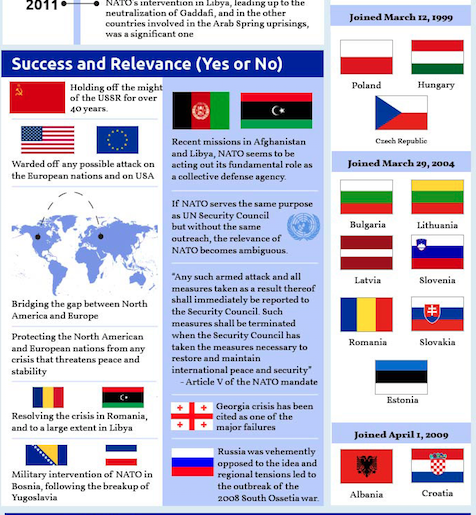 2011
NATO's intervention in Libya, leading up to the
neutralization of Gaddafi, and in the other
countries involved in the Arab Spring uprisings,
was a significant one
Success and Relevance (Yes or No)
Holding off the might
of the USSR for over
40 years.
Warded off any possible attack on
the European nations and on USA
Bridging the gap between North
America and Europe
Protecting the North American
and European nations from any
crisis that threatens peace and
stability
Resolving the crisis in Romania,
and to a large extent in Libya
Military intervention of NATO in
Bosnia, following the breakup of
Yugoslavia
Recent missions in Afghanistan
and Libya, NATO seems to be
acting out its fundamental role as
a collective defense agency.
If NATO serves the same purpose
as UN Security Council
but without the same
outreach, the relevance of
NATO becomes ambiguous.
"Any such armed attack and all
measures taken as a result thereof
shall immediately be reported to
the Security Council. Such
measures shall be terminated
when the Security Council has
taken the measures necessary to
restore and maintain
international peace and security"
- Article V of the NATO mandate
Georgia crisis has been
cited as one of the
major failures
Russia was vehemently
opposed to the idea and
regional tensions led to
the outbreak of the
2008 South Ossetia war.
Joined March 12, 1999
Poland Hungary
Czech Republic
Joined March 29, 2004
Bulgaria Lithuania
Latvia Slovenia
Romania Slovakia
Estonia
Joined April 1, 2009
Albania Croatia